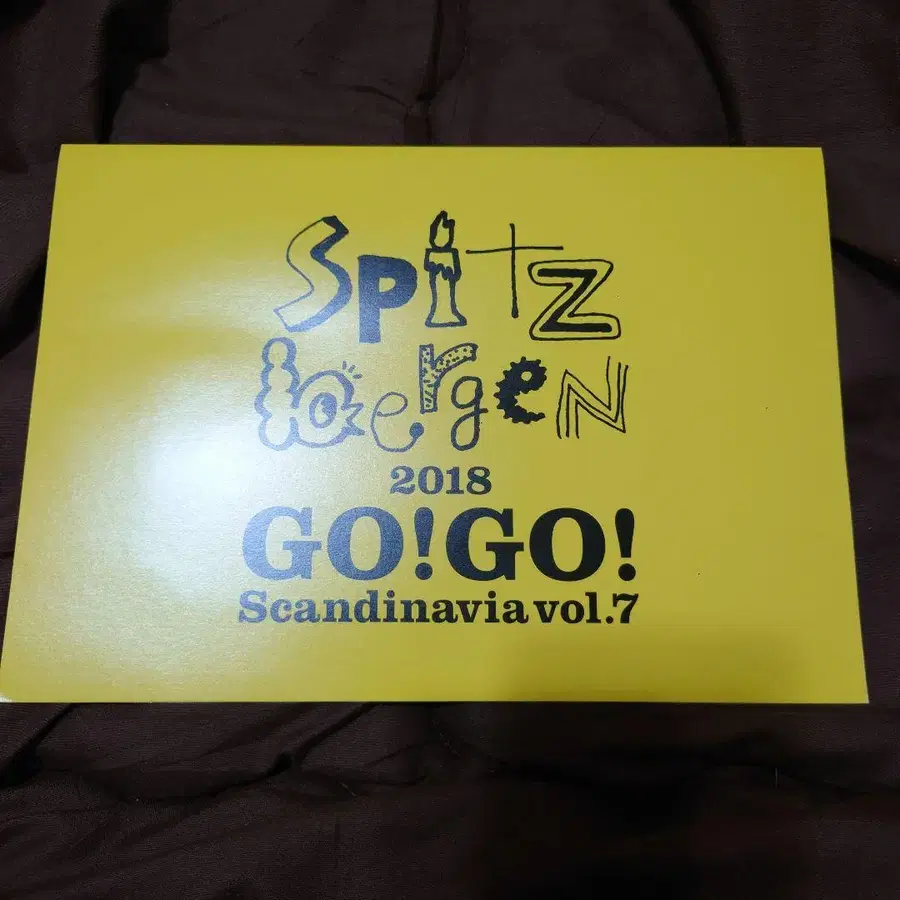 Spitz
bergen
2018
GO!GO!
Scandinavia vol.7